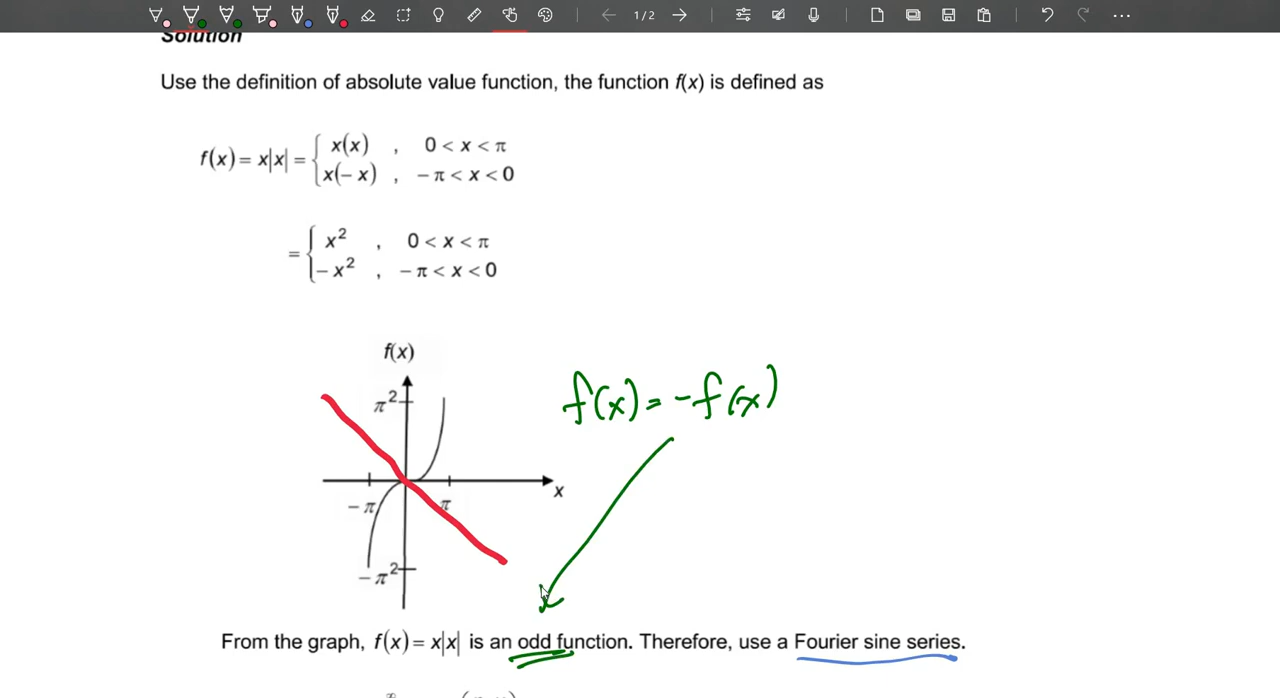 1/2
Solution
Use the definition of absolute value function, the function f(x) is defined as
f(x) = x|x| = { x(x) , 0 < x < π
x(− x) , − π < x < 0
= { x² , 0 < x < π
− x² , − π < x < 0
f(x)
π²
f(x) = -f(x)
x
− π
π
− π²
From the graph, f(x) = x|x| is an odd function. Therefore, use a Fourier sine series.